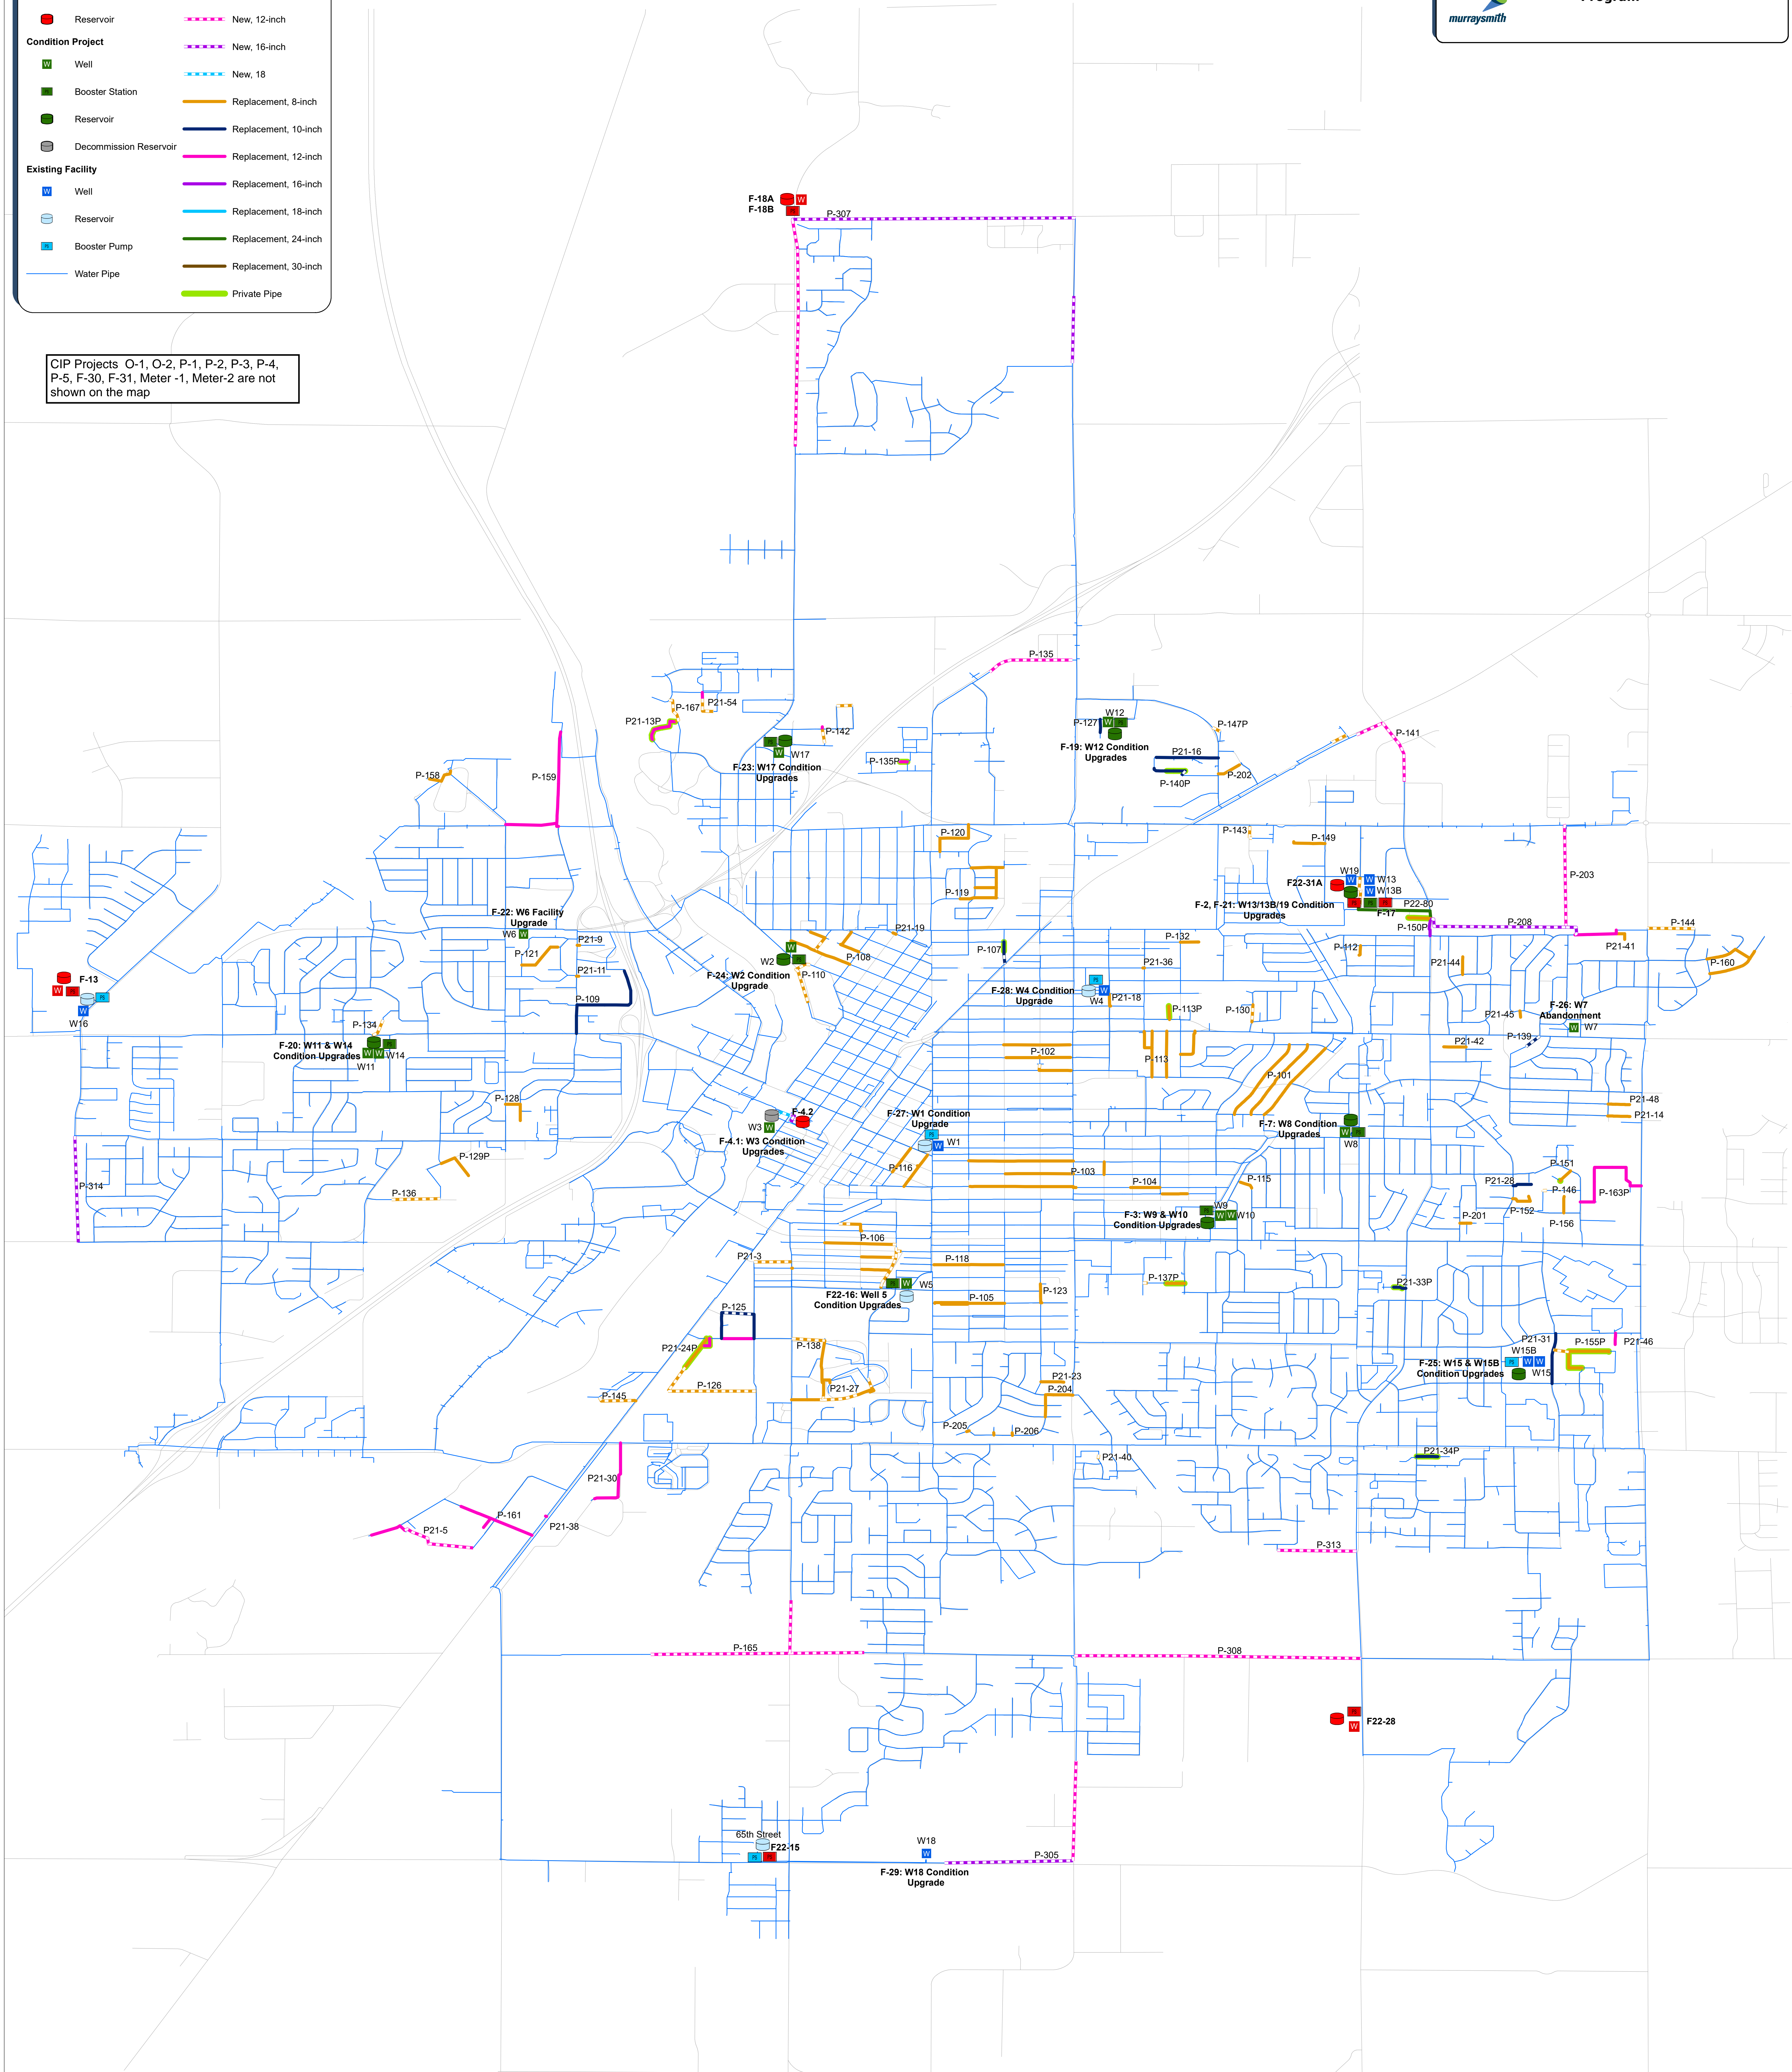 Reservoir
Condition Project
W Well
PS Booster Station
Reservoir
Decommission Reservoir
Existing Facility
W Well
Reservoir
PS Booster Pump
Water Pipe
New, 12-inch
New, 16-inch
New, 18
Replacement, 8-inch
Replacement, 10-inch
Replacement, 12-inch
Replacement, 16-inch
Replacement, 18-inch
Replacement, 24-inch
Replacement, 30-inch
Private Pipe
murraysmith
CIP Projects O-1, O-2, P-1, P-2, P-3, P-4,
P-5, F-30, F-31, Meter -1, Meter-2 are not
shown on the map
F-18A
F-18B
P-307
P-135
P21-54
P-167
P21-13P
P-142
W17
F-23: W17 Condition
Upgrades
P-135P
W12
P-127
F-19: W12 Condition
Upgrades
P-147P
P21-16
P-202
P-140P
P-141
P-158
P-159
P-120
P-119
P-143
P-149
P-203
W19
W13
W13B
F22-31A
F-2, F-21: W13/13B/19 Condition
Upgrades
F-17
P22-80
P-150P
P-208
P-144
P21-41
P-160
F-22: W6 Facility
Upgrade
W6
P21-9
P-121
P21-11
P-109
P21-19
P-108
W2
F-24: W2 Condition
Upgrade
P-110
P-107
P-132
P21-36
F-28: W4 Condition
Upgrade
W4
P21-18
P-113P
P-130
P-112
P21-44
P21-45
F-26: W7
Abandonment
W7
P-139
P21-42
F-13
W16
P-134
F-20: W11 & W14
Condition Upgrades
W14
W11
P-102
P-113
P-101
P21-48
P21-14
P-128
F-4.2
W3
F-4.1: W3 Condition
Upgrades
F-27: W1 Condition
Upgrade
W1
P-116
F-7: W8 Condition
Upgrades
W8
P-129P
P-136
P-314
P-103
P-104
P-115
W9
W10
F-3: W9 & W10
Condition Upgrades
P-151
P21-28
P-146
P-163P
P-152
P-156
P-201
P-106
P21-3
P-118
W5
F22-16: Well 5
Condition Upgrades
P-123
P-105
P-137P
P21-33P
P-125
P21-24P
P-138
P-126
P21-27
P-145
P21-23
P-204
P-205
P-206
P21-31
P-155P
P21-46
W15B
F-25: W15 & W15B
Condition Upgrades
W15
P21-40
P21-34P
P21-30
P-161
P21-5
P21-38
P-313
P-165
P-308
F22-28
65th Street
F22-15
W18
F-29: W18 Condition
Upgrade
P-305